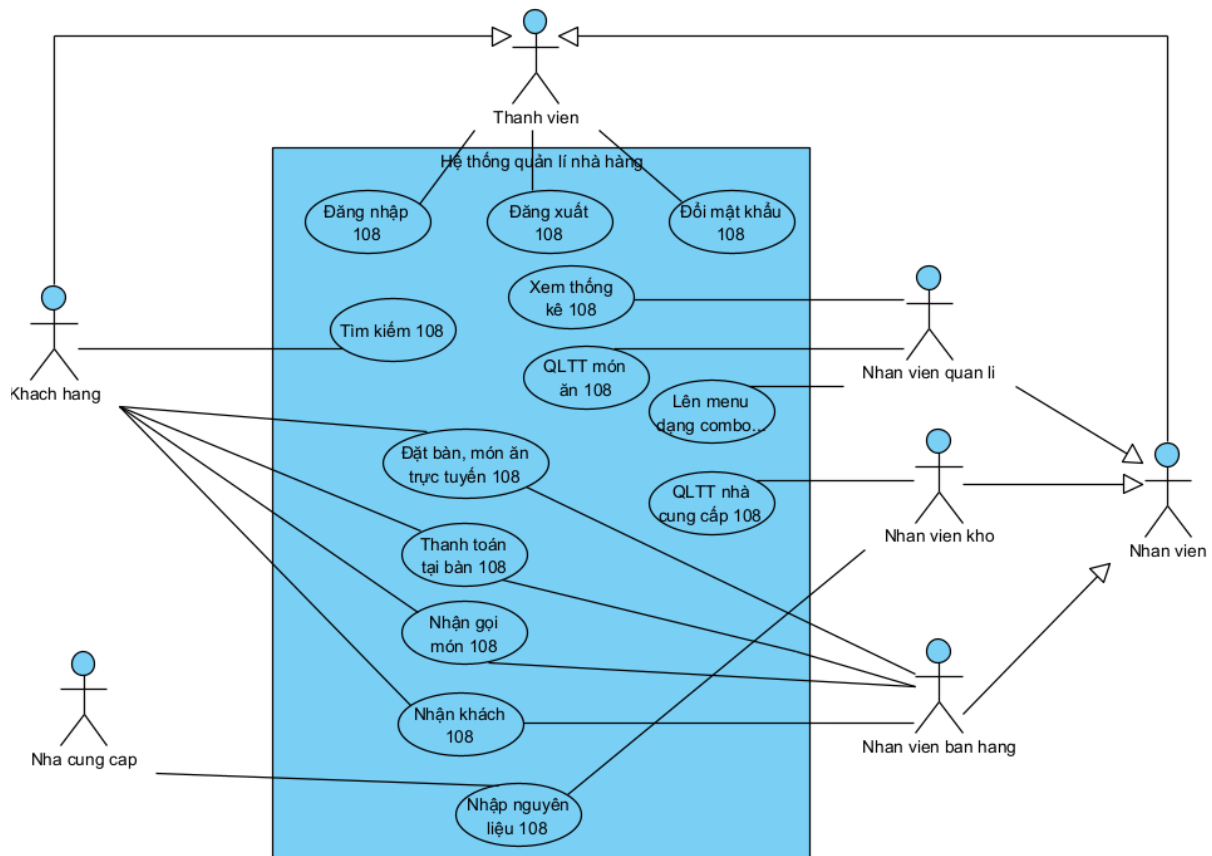 Thanh vien
Hệ thống quản lí nhà hàng
Đăng nhập
108
Đăng xuất
108
Đổi mật khẩu
108
Xem thống
kê 108
Tìm kiếm 108
QLTT món
ăn 108
Nhan vien quan li
Khach hang
Lên menu
dạng combo...
Đặt bàn, món ăn
trực tuyến 108
QLTT nhà
cung cấp 108
Nhan vien kho
Nhan vien
Thanh toán
tại bàn 108
Nhận gọi
món 108
Nhận khách
108
Nhan vien ban hang
Nha cung cap
Nhập nguyên
liệu 108